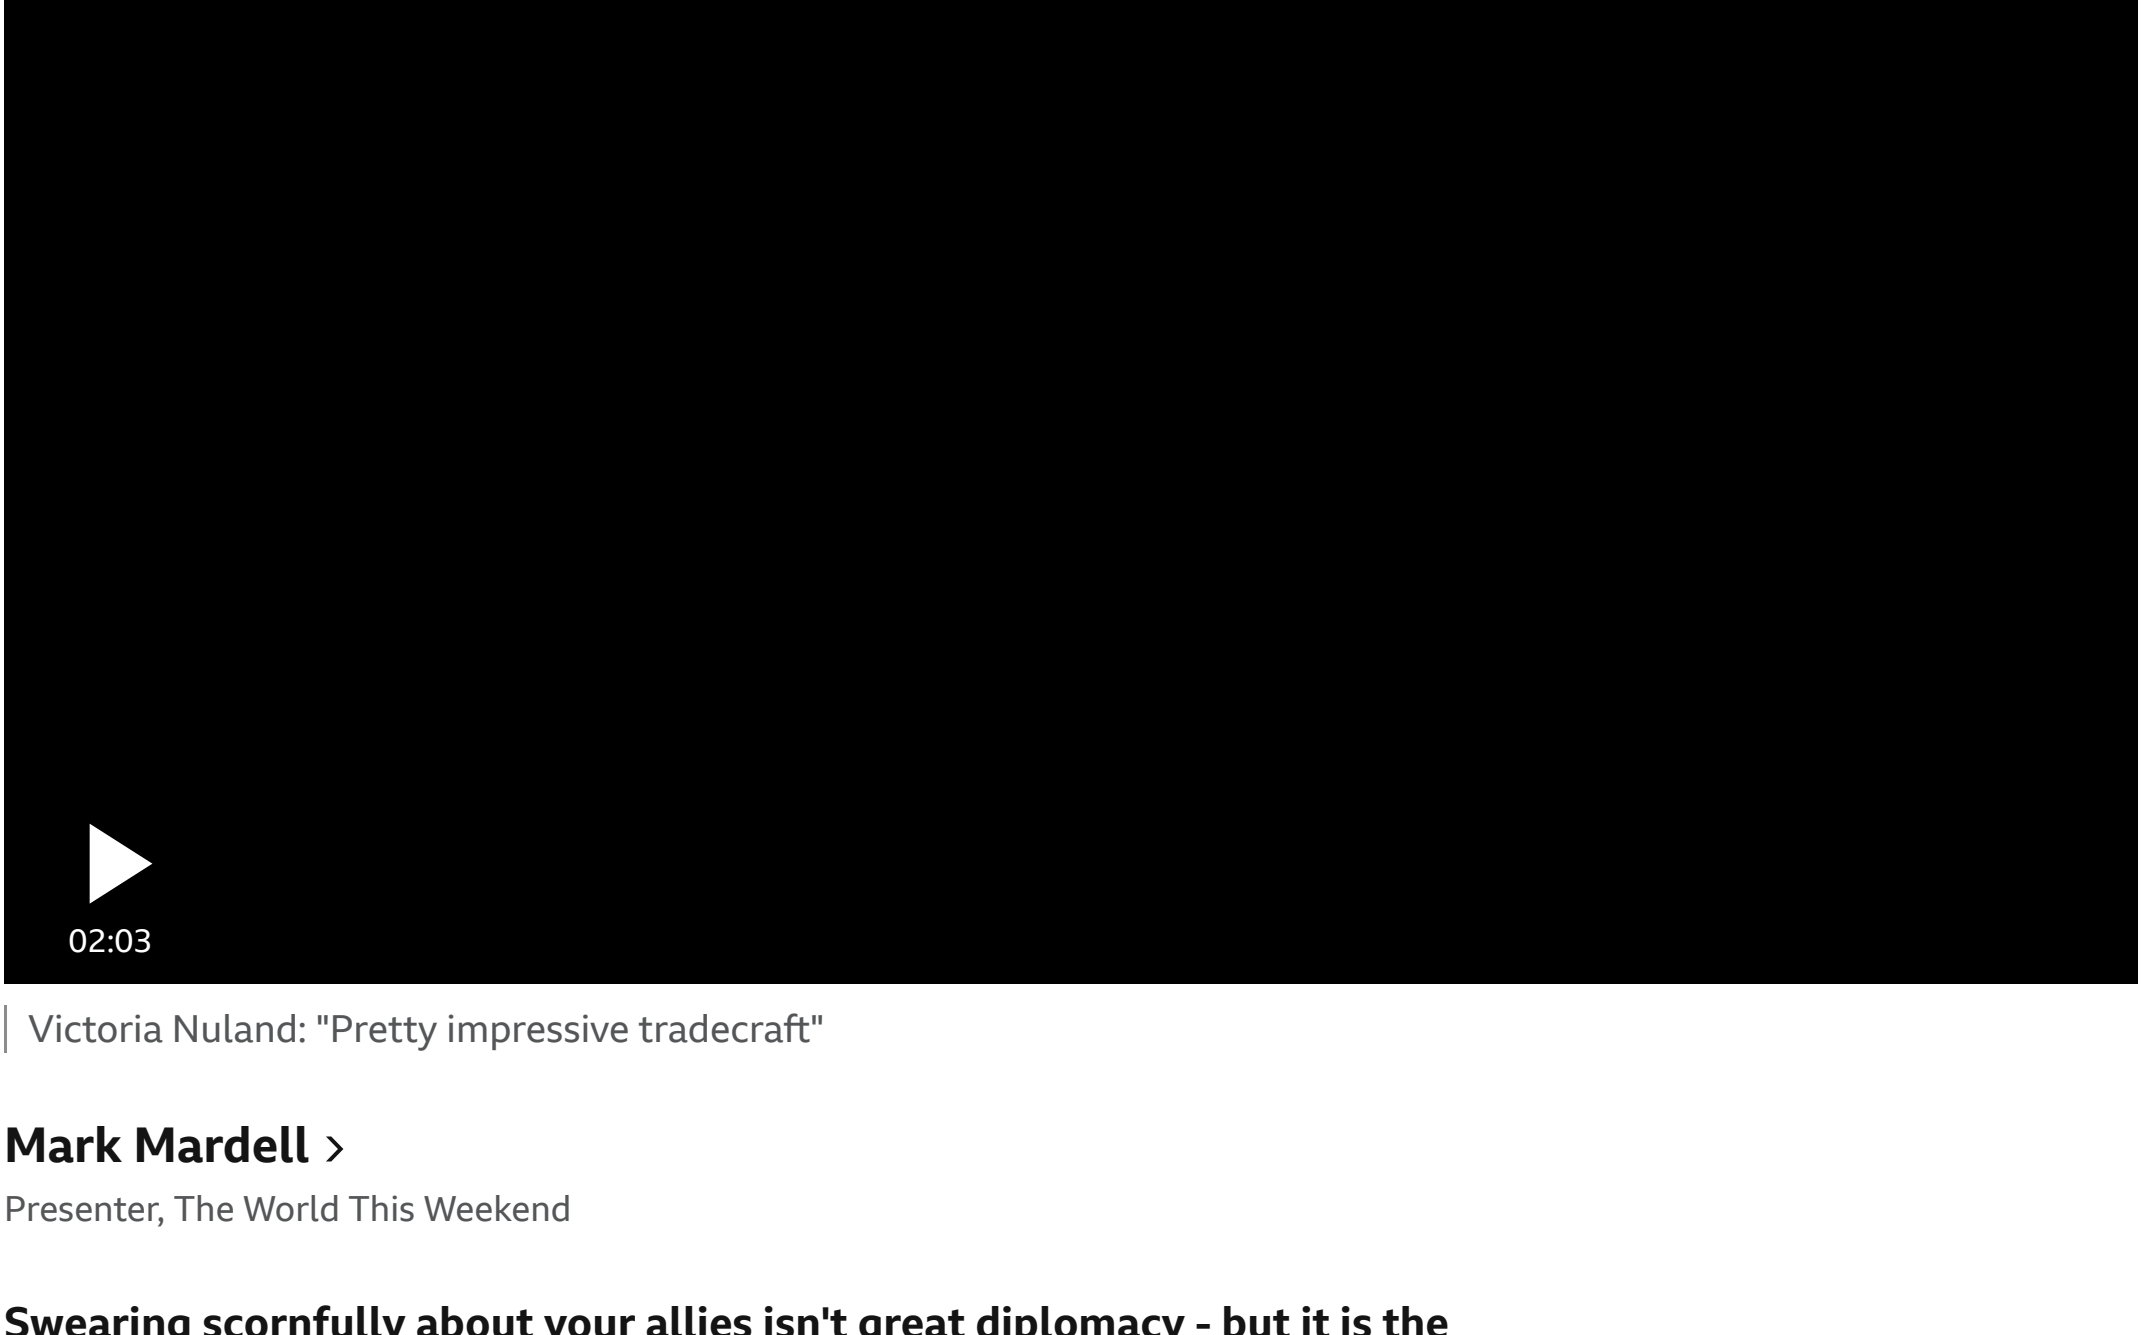 02:03
Victoria Nuland: "Pretty impressive tradecraft"
Mark Mardell
Presenter, The World This Weekend
Swearing scornfully about your allies isn't great diplomacy - but it is the